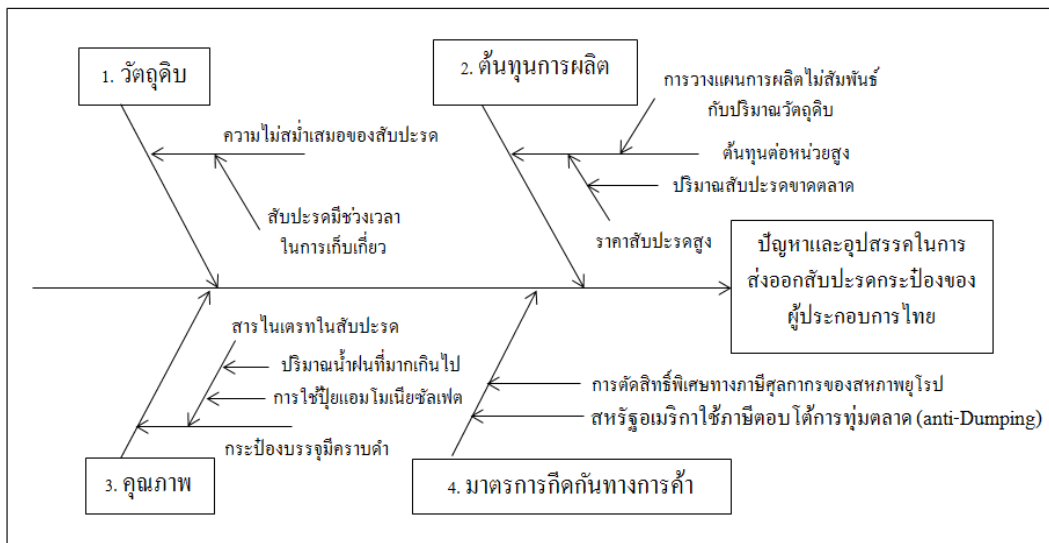 1. วัตถุดิบ
2. ต้นทุนการผลิต
การวางแผนการผลิตไม่สัมพันธ์
กับปริมาณวัตถุดิบ
ความไม่สม่ำเสมอของสับปะรด
ต้นทุนต่อหน่วยสูง
ปริมาณสับปะรดขาดตลาด
สับปะรดมีช่วงเวลา
ในการเก็บเกี่ยว
ราคาสับปะรดสูง
ปัญหาและอุปสรรคในการ
ส่งออกสับปะรดกระป๋องของ
ผู้ประกอบการไทย
สารไนเตรทในสับปะรด
ปริมาณน้ำฝนที่มากเกินไป
การใช้ปุ๋ยแอมโมเนียซัลเฟต
กระป๋องบรรจุมีคราบดำ
การตัดสิทธิ์พิเศษทางภาษีศุลกากรของสหภาพยุโรป
สหรัฐอเมริกาใช้ภาษีตอบโต้การทุ่มตลาด (anti-Dumping)
3. คุณภาพ
4. มาตรการกีดกันทางการค้า